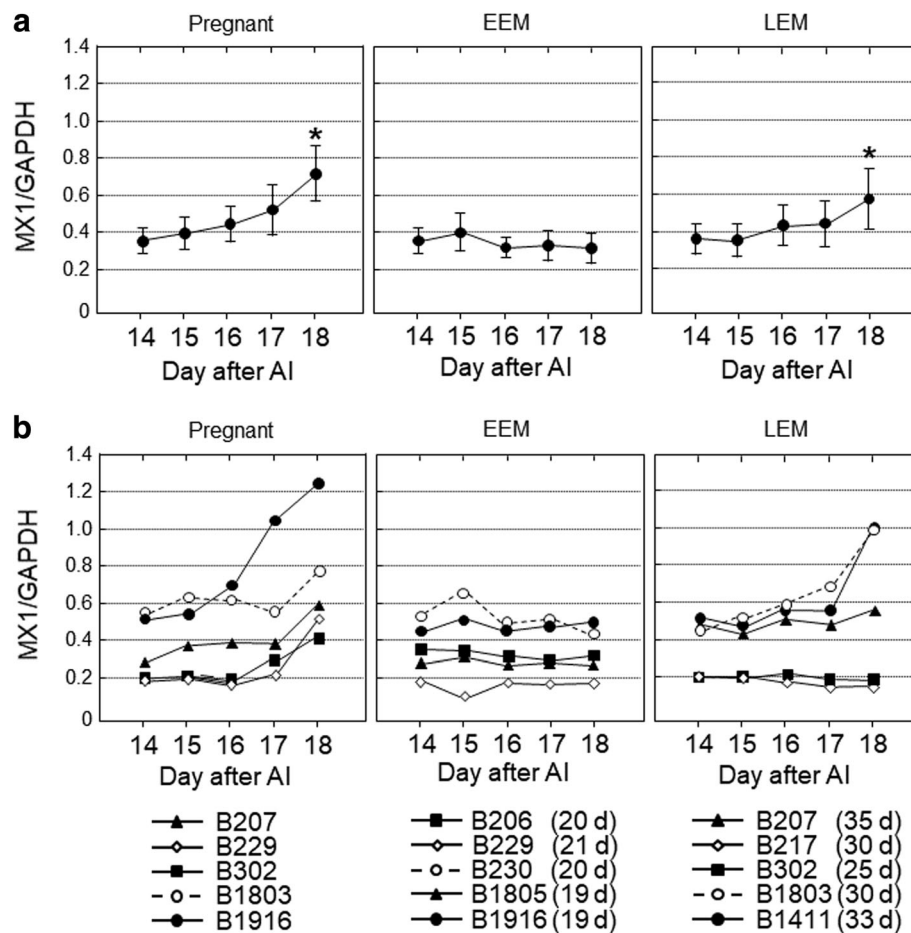 a
Pregnant EEM LEM
MX1/GAPDH
1.4
1.2
1.0
0.8
0.6
0.4
0.2
0
* *
14 15 16 17 18 14 15 16 17 18 14 15 16 17 18
Day after AI Day after AI Day after AI
b
Pregnant EEM LEM
MX1/GAPDH
1.4
1.2
1.0
0.8
0.6
0.4
0.2
0
14 15 16 17 18 14 15 16 17 18 14 15 16 17 18
Day after AI Day after AI Day after AI
B207 B206 (20 d) B207 (35 d)
B229 B229 (21 d) B217 (30 d)
B302 B230 (20 d) B302 (25 d)
B1803 B1805 (19 d) B1803 (30 d)
B1916 B1916 (19 d) B1411 (33 d)